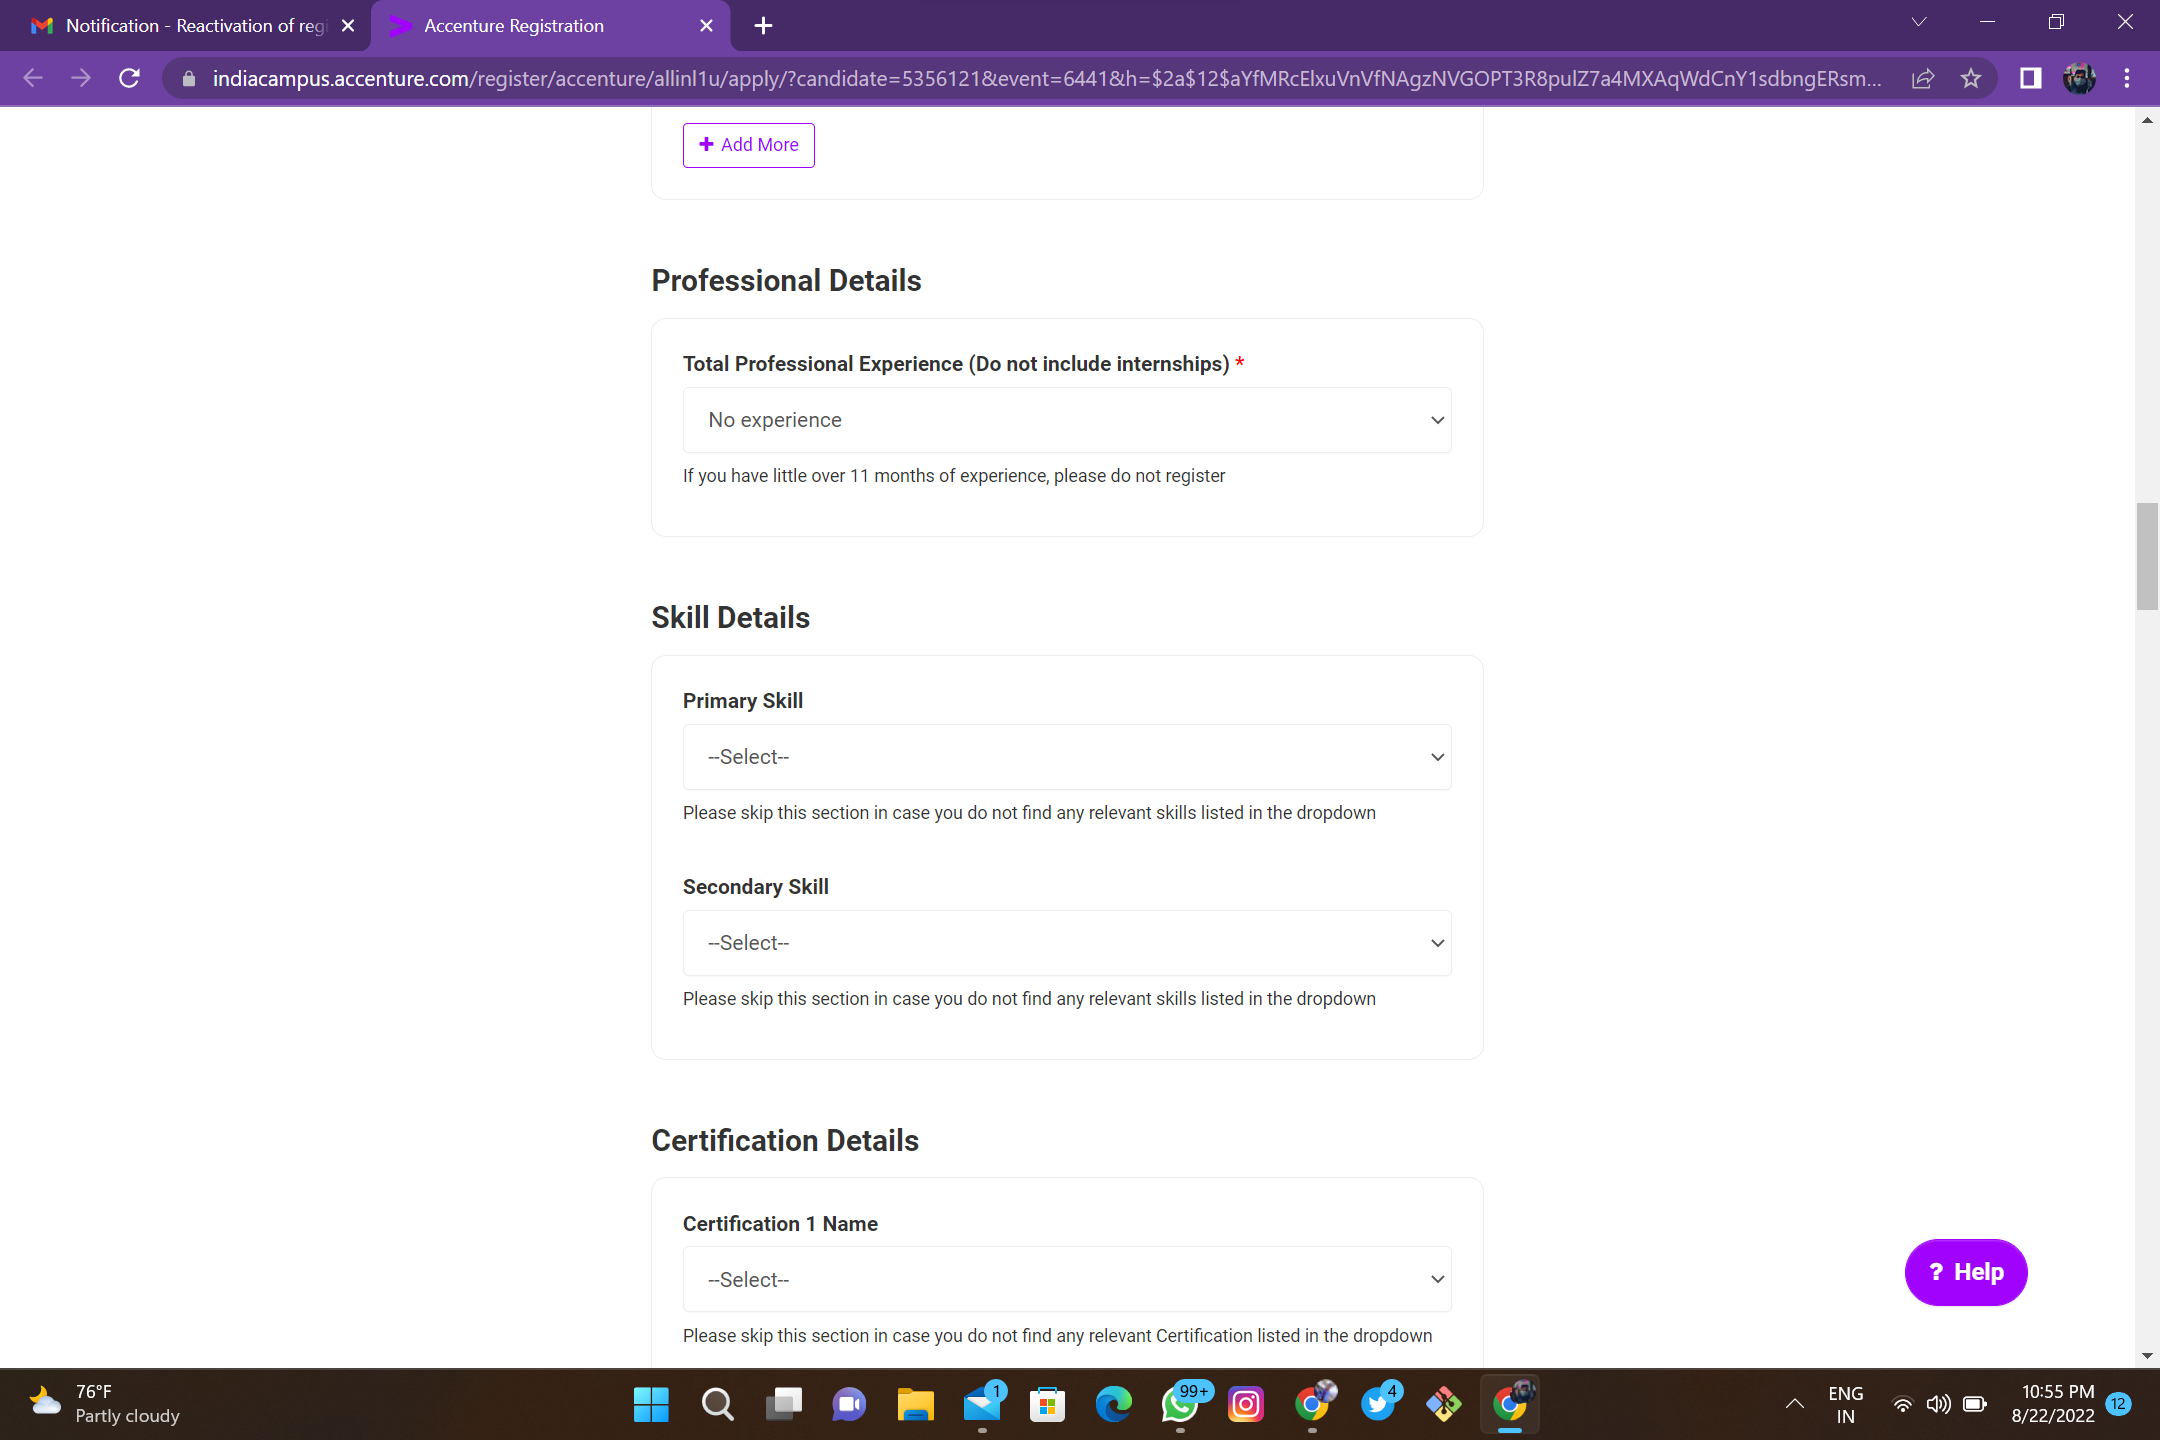 Notification - Reactivation of regi
Accenture Registration
indiacampus.accenture.com/register/accenture/allinl1u/apply/?candidate=5356121&event=6441&h=$2a$12$aYfMRcElxuVnVfNAgzNVGOPT3R8pulZ7a4MXAqWdCnY1sdbngERsm...
+ Add More
Professional Details
Total Professional Experience (Do not include internships) *
No experience
If you have little over 11 months of experience, please do not register
Skill Details
Primary Skill
--Select--
Please skip this section in case you do not find any relevant skills listed in the dropdown
Secondary Skill
--Select--
Please skip this section in case you do not find any relevant skills listed in the dropdown
Certification Details
Certification 1 Name
--Select--
Please skip this section in case you do not find any relevant Certification listed in the dropdown
? Help
76°F
Partly cloudy
1
99+
4
ENG
IN
10:55 PM
8/22/2022
12